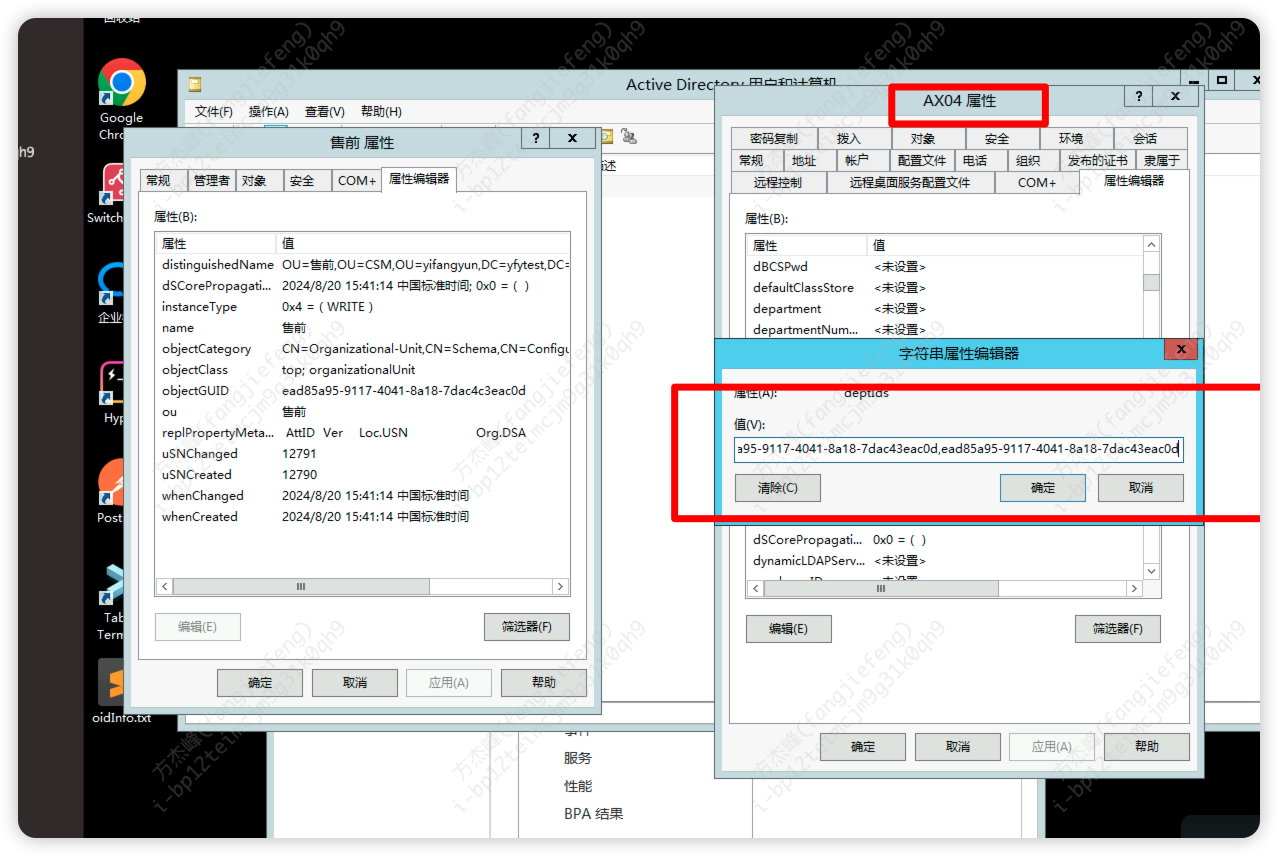 Google
Chro
h9
Switch
企业
Hyp
Post
Tab
Term
oidInfo.txt
Active Directory 用户和计算机
文件(F) 操作(A) 查看(V) 帮助(H)
述
售前 属性
? X
常规 管理者 对象 安全 COM+ 属性编辑器
属性(B):
属性 值
distinguishedName OU=售前,OU=CSM,OU=yifangyun,DC=yfytest,DC=
dSCorePropagati... 2024/8/20 15:41:14 中国标准时间; 0x0 = ( )
instanceType 0x4 = ( WRITE )
name 售前
objectCategory CN=Organizational-Unit,CN=Schema,CN=Configu
objectClass top; organizationalUnit
objectGUID ead85a95-9117-4041-8a18-7dac4c3eac0d
ou 售前
replPropertyMeta... AttID Ver Loc.USN Org.DSA
uSNChanged 12791
uSNCreated 12790
whenChanged 2024/8/20 15:41:14 中国标准时间
whenCreated 2024/8/20 15:41:14 中国标准时间
编辑(E) 筛选器(F)
确定 取消 应用(A) 帮助
服务
性能
BPA 结果
AX04 属性
? X
密码复制 拨入 对象 安全 环境 会话
常规 地址 帐户 配置文件 电话 组织 发布的证书 隶属于
远程控制 远程桌面服务配置文件 COM+ 属性编辑器
属性(B):
属性 值
dBCSPwd <未设置>
defaultClassStore <未设置>
department <未设置>
departmentNum... <未设置>
字符串属性编辑器
X
属性(A): deptIds
值(V):
a95-9117-4041-8a18-7dac43eac0d,ead85a95-9117-4041-8a18-7dac43eac0d
清除(C) 确定 取消
dSCorePropagati... 0x0 = ( )
dynamicLDAPServ... <未设置>
编辑(E) 筛选器(F)
确定 取消 应用(A) 帮助
方杰峰(fangjiefeng)
i-bp12teimcjm9g31k0qh9